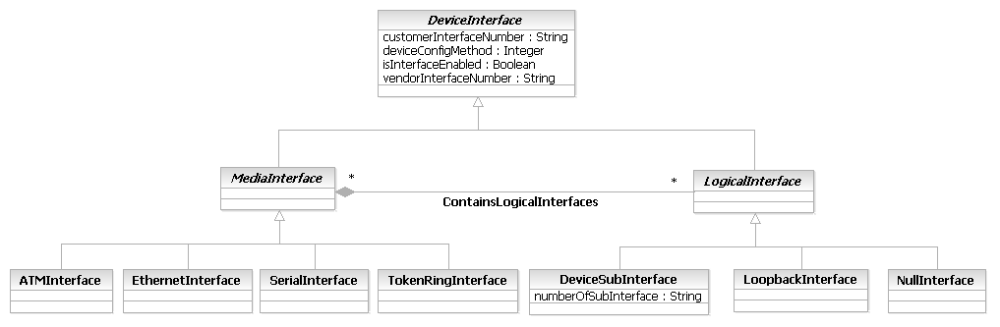 DeviceInterface
customerInterfaceNumber : String
deviceConfigMethod : Integer
isInterfaceEnabled : Boolean
vendorInterfaceNumber : String
MediaInterface
*
*
LogicalInterface
ContainsLogicalInterfaces
ATMInterface
EthernetInterface
SerialInterface
TokenRingInterface
DeviceSubInterface
numberOfSubInterface : String
LoopbackInterface
NullInterface